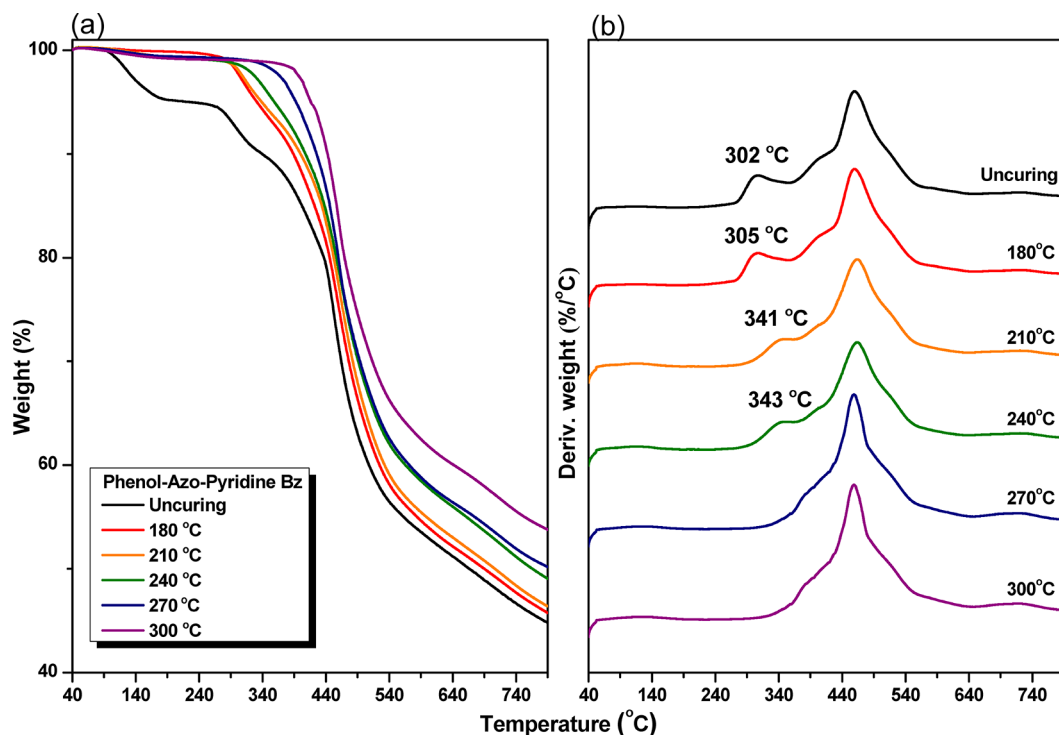 (a)
(b)
100
80
60
40
Weight (%)
Phenol-Azo-Pyridine Bz
Uncuring
180 °C
210 °C
240 °C
270 °C
300 °C
40 140 240 340 440 540 640 740
Deriv. weight (%/°C)
302 °C
Uncuring
305 °C
180°C
341 °C
210°C
343 °C
240°C
270°C
300°C
40 140 240 340 440 540 640 740
Temperature (°C)